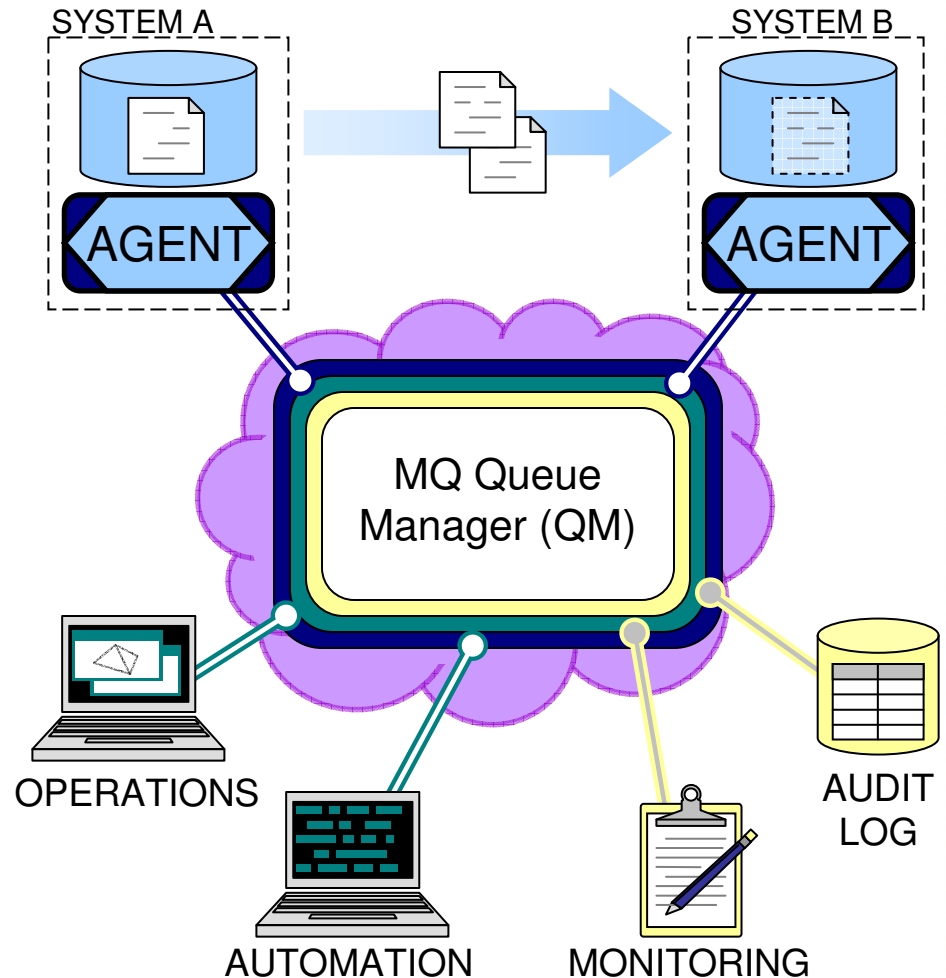 SYSTEM A
SYSTEM B
AGENT
AGENT
MQ Queue
Manager (QM)
OPERATIONS
AUTOMATION
MONITORING
AUDIT
LOG